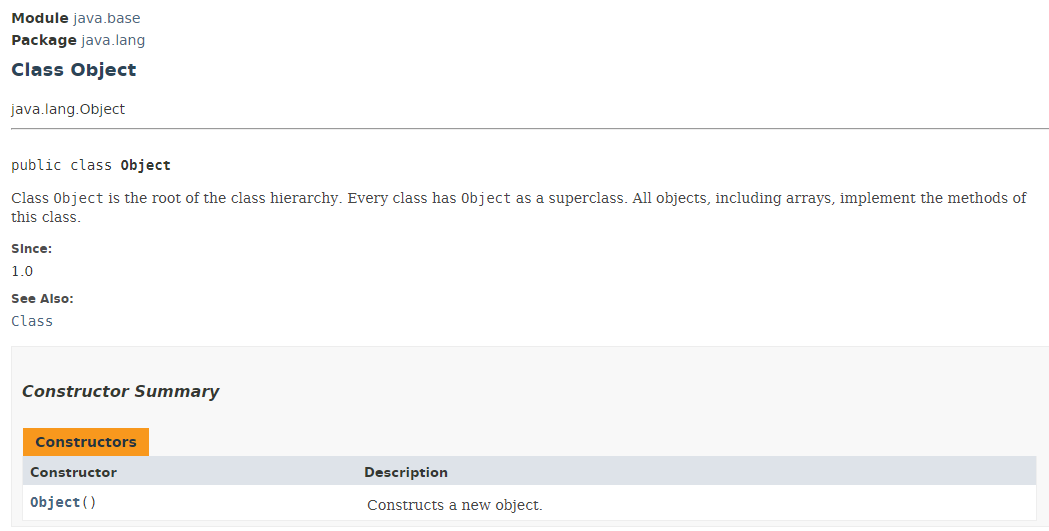 Module java.base
Package java.lang
Class Object
java.lang.Object
public class Object
Class Object is the root of the class hierarchy. Every class has Object as a superclass. All objects, including arrays, implement the methods of
this class.
Since:
1.0
See Also:
Class
Constructor Summary
Constructors
Constructor Description
Object() Constructs a new object.